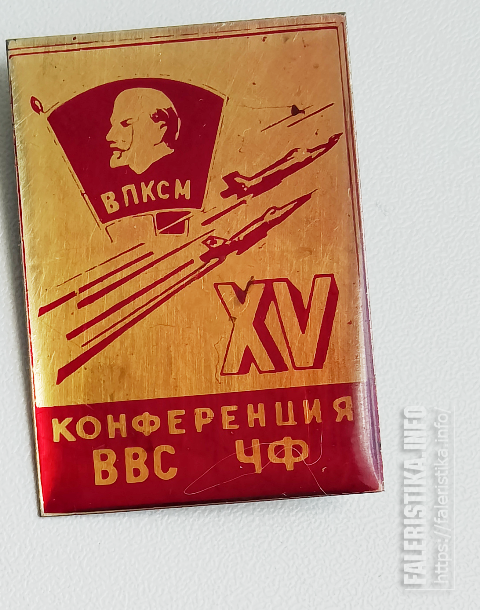 ВЛКСМ
XV
КОНФЕРЕНЦИЯ
ВВС ЧФ
FALERISTIKA.INFO
https://faleristika.info